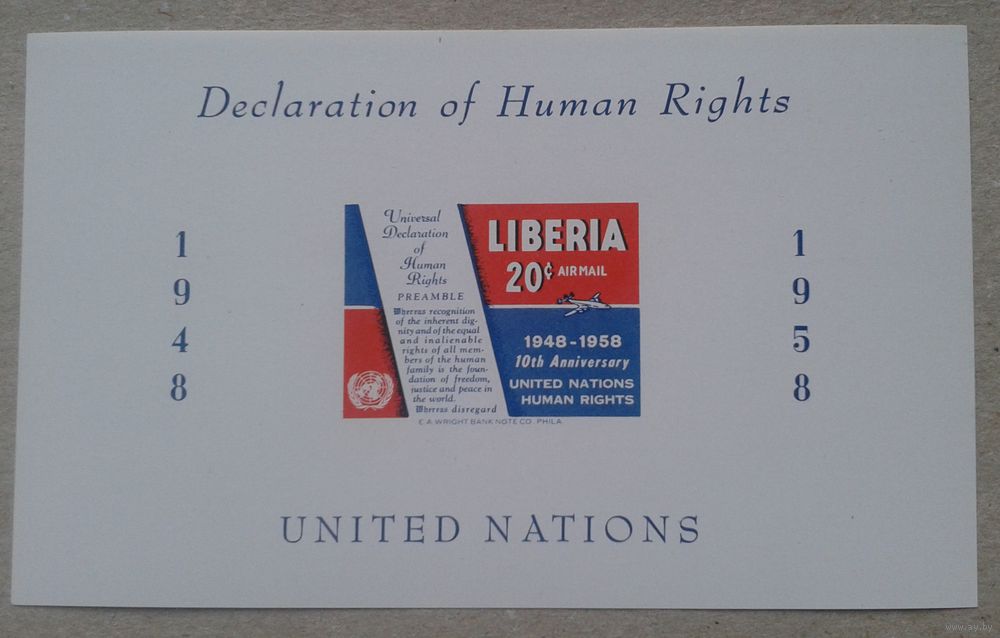 Declaration of Human Rights
1
9
4
8
Universal
Declaration
of
Human
Rights
PREAMBLE
Whereas recognition
of the inherent dig-
nity and of the equal
and inalienable
rights of all mem-
bers of the human
family is the foun-
dation of freedom,
justice and peace in
the world.
Whereas disregard
LIBERIA
20¢ AIR MAIL
1948-1958
10th Anniversary
UNITED NATIONS
HUMAN RIGHTS
E. A. WRIGHT BANK NOTE CO. PHILA.
1
9
5
8
UNITED NATIONS
www.ay.by